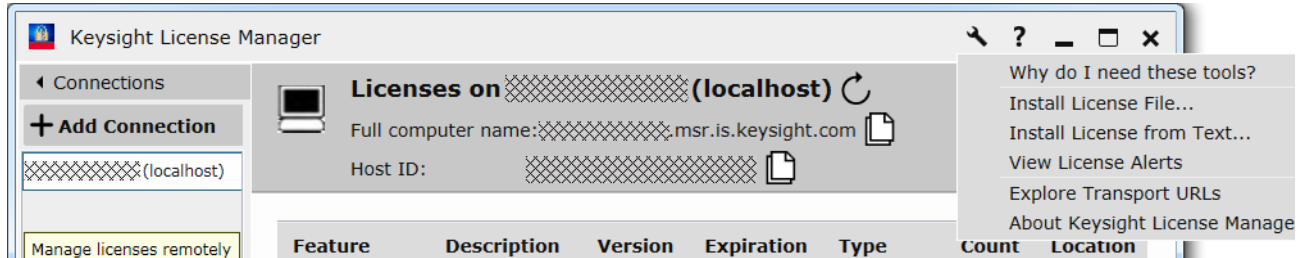 Keysight License Manager
?
Connections
Add Connection
(localhost)
Manage licenses remotely
Licenses on (localhost)
Full computer name: .msr.is.keysight.com
Host ID:
Feature Description Version Expiration Type Count Location
Why do I need these tools?
Install License File...
Install License from Text...
View License Alerts
Explore Transport URLs
About Keysight License Manage